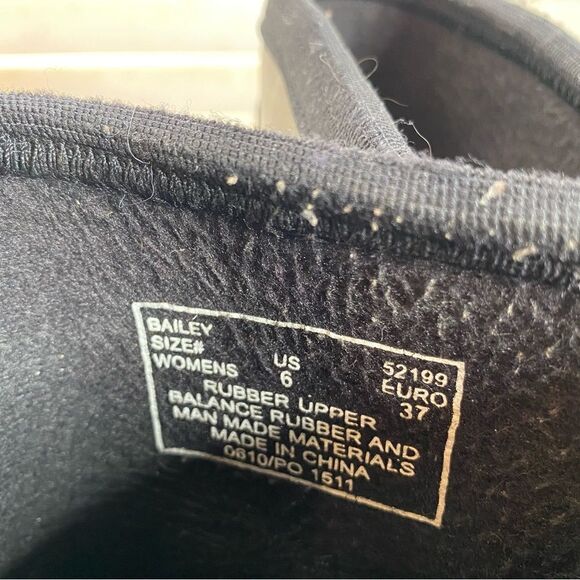 BAILEY 52199
SIZE# US EURO
WOMENS 6 37
RUBBER UPPER
BALANCE RUBBER AND
MAN MADE MATERIALS
MADE IN CHINA
0610/PO 1511